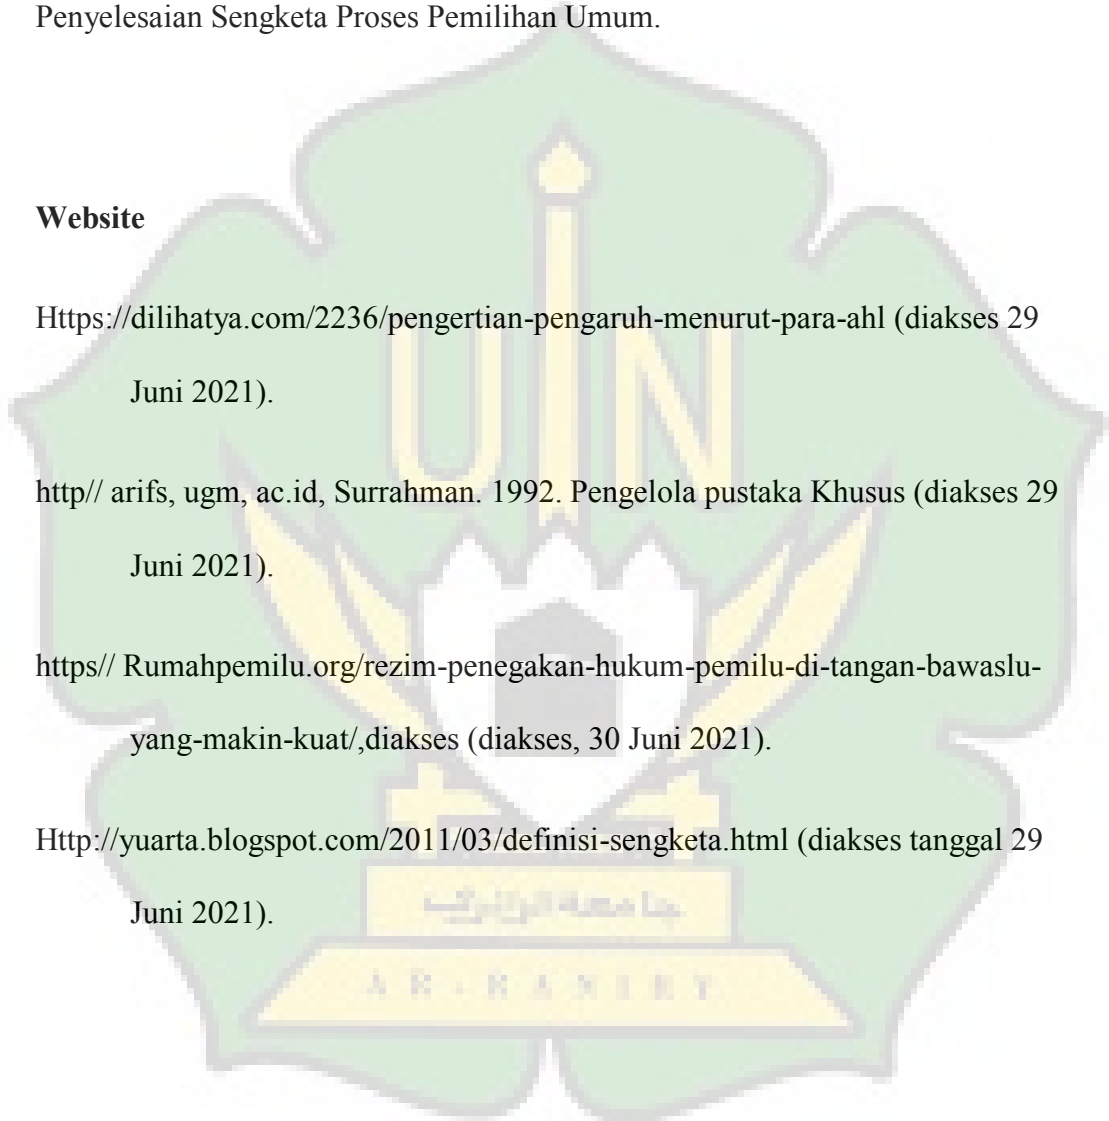 Penyelesaian Sengketa Proses Pemilihan Umum.
Website
Https://dilihatya.com/2236/pengertian-pengaruh-menurut-para-ahl (diakses 29
Juni 2021).
http// arifs, ugm, ac.id, Surrahman. 1992. Pengelola pustaka Khusus (diakses 29
Juni 2021).
https// Rumahpemilu.org/rezim-penegakan-hukum-pemilu-di-tangan-bawaslu-
yang-makin-kuat/,diakses (diakses, 30 Juni 2021).
Http://yuarta.blogspot.com/2011/03/definisi-sengketa.html (diakses tanggal 29
Juni 2021).
UIN
جامعة الرانري
AR-RANIRY